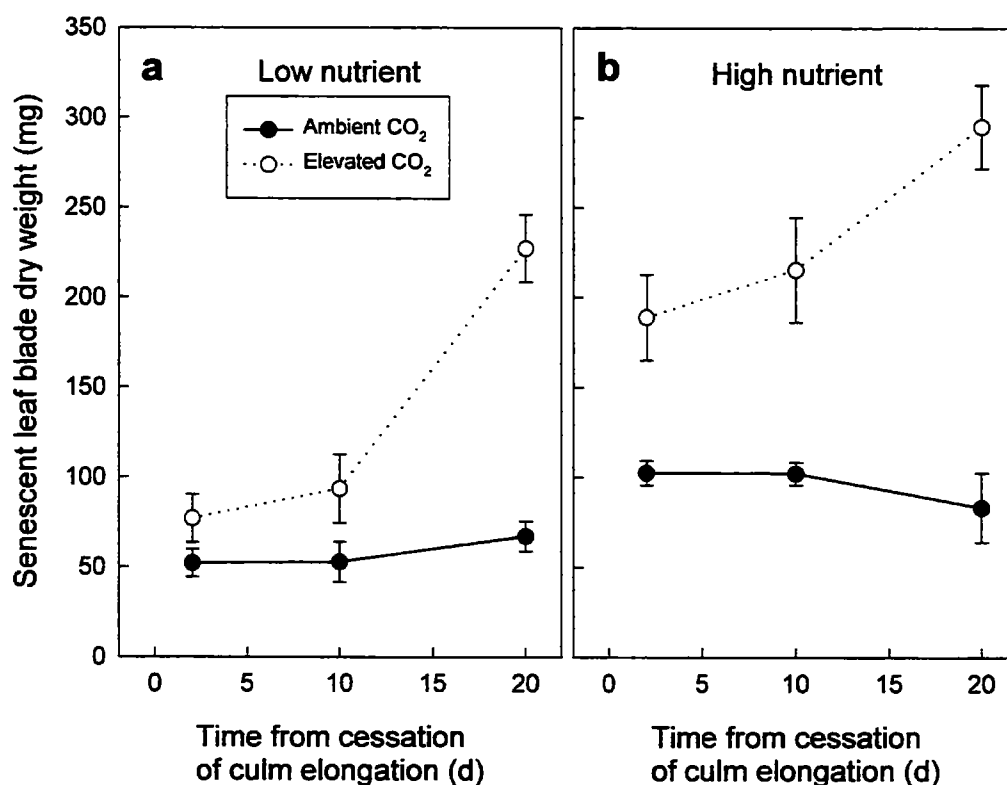 Senescent leaf blade dry weight (mg)
350
300
250
200
150
100
50
0
a
Low nutrient
Ambient CO₂
Elevated CO₂
0 5 10 15 20
Time from cessation
of culm elongation (d)
b
High nutrient
0 5 10 15 20
Time from cessation
of culm elongation (d)